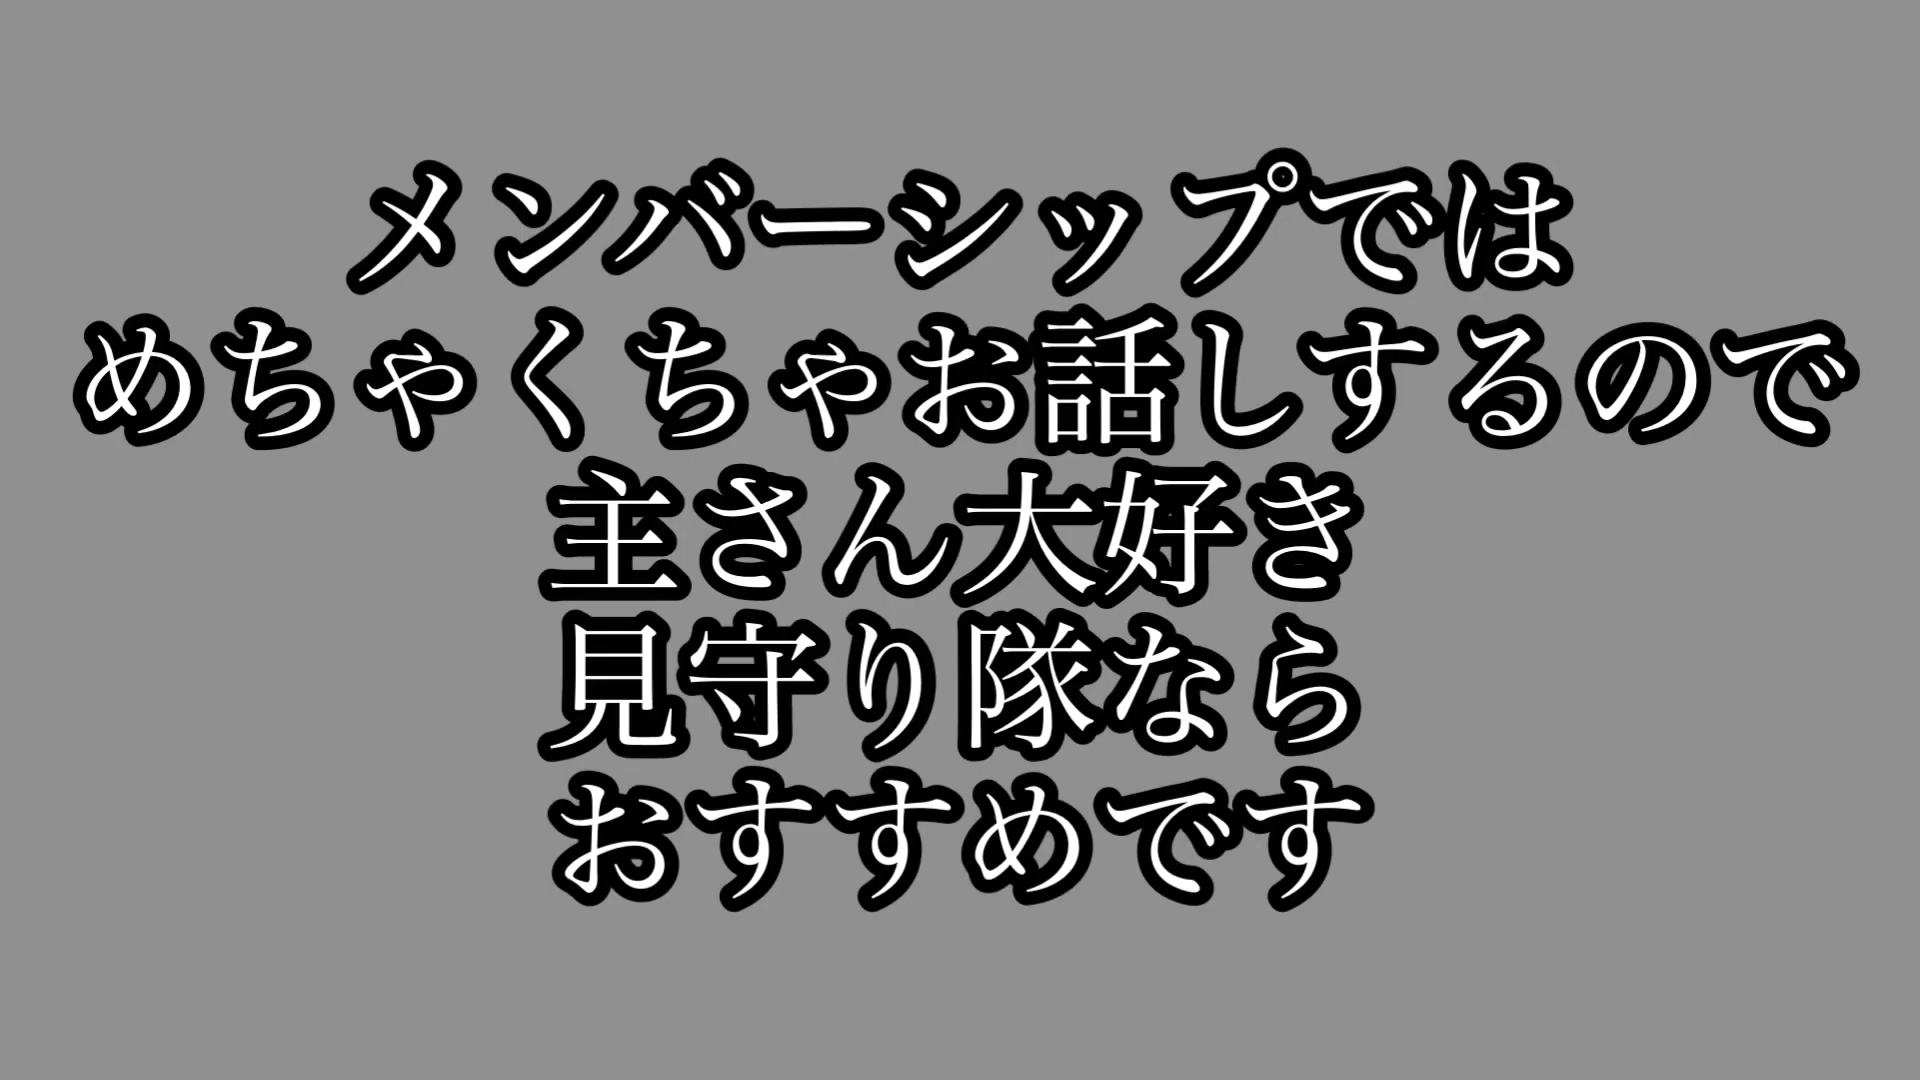 メンバーシップでは
めちゃくちゃお話しするので
主さん大好き
見守り隊なら
おすすめです